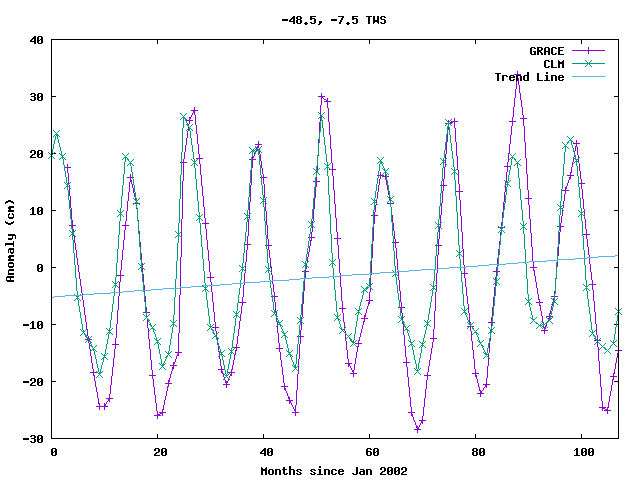 -48.5, -7.5 TWS
GRACE
CLM
Trend Line
40
30
20
10
0
-10
-20
-30
Anomaly (cm)
0 20 40 60 80 100
Months since Jan 2002